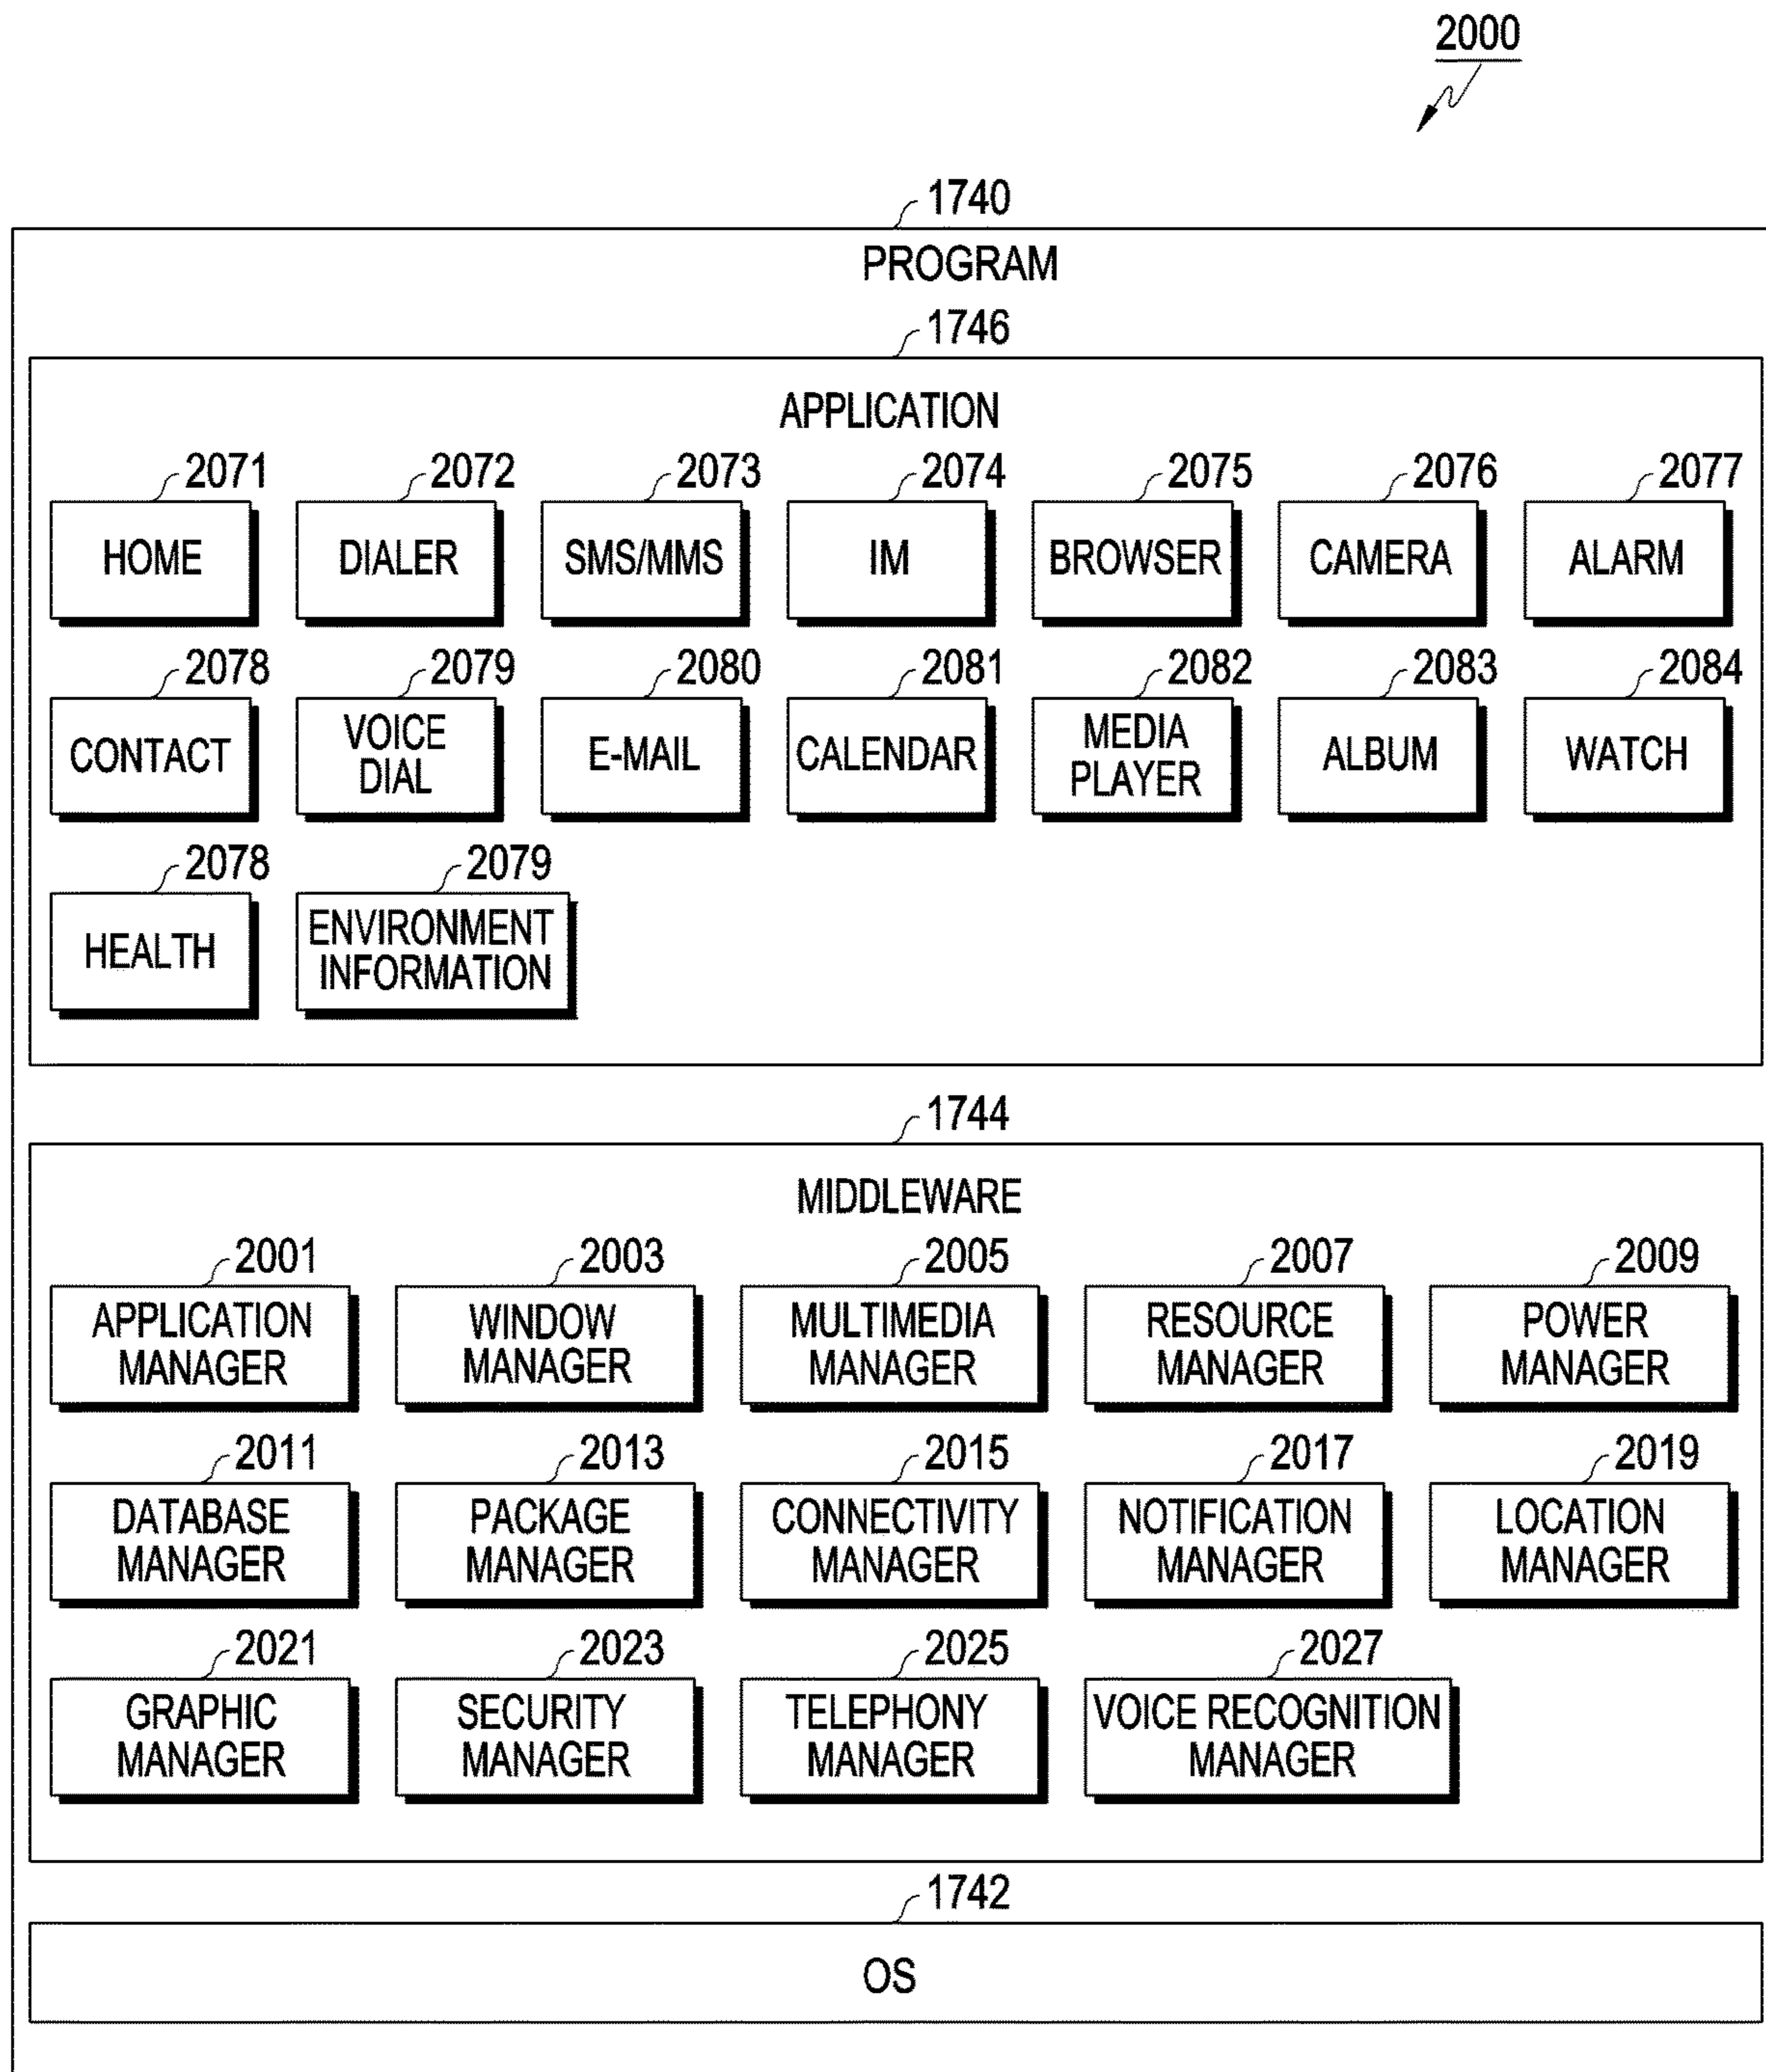 2000
1740
PROGRAM
1746
APPLICATION
2071 2072 2073 2074 2075 2076 2077
HOME DIALER SMS/MMS IM BROWSER CAMERA ALARM
2078 2079 2080 2081 2082 2083 2084
CONTACT VOICE DIAL E-MAIL CALENDAR MEDIA PLAYER ALBUM WATCH
2078 2079
HEALTH ENVIRONMENT INFORMATION
1744
MIDDLEWARE
2001 2003 2005 2007 2009
APPLICATION WINDOW MULTIMEDIA RESOURCE POWER
MANAGER MANAGER MANAGER MANAGER MANAGER
2011 2013 2015 2017 2019
DATABASE PACKAGE CONNECTIVITY NOTIFICATION LOCATION
MANAGER MANAGER MANAGER MANAGER MANAGER
2021 2023 2025 2027
GRAPHIC SECURITY TELEPHONY VOICE RECOGNITION
MANAGER MANAGER MANAGER MANAGER
1742
OS